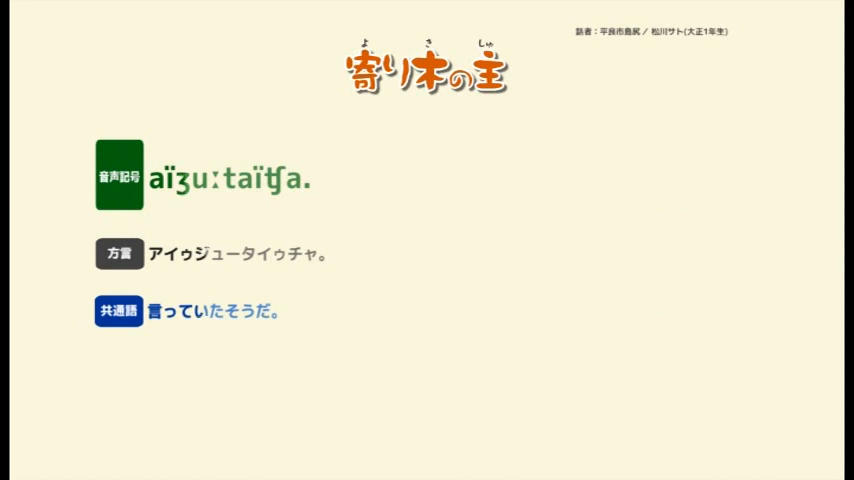 話者：平良市島尻 / 松川サト(大正1年生)
よ さ しゅ
寄り木の主
音声記号 aïʒuːtaïʧa.
方言 アイゥジュータイゥチャ。
共通語 言っていたそうだ。